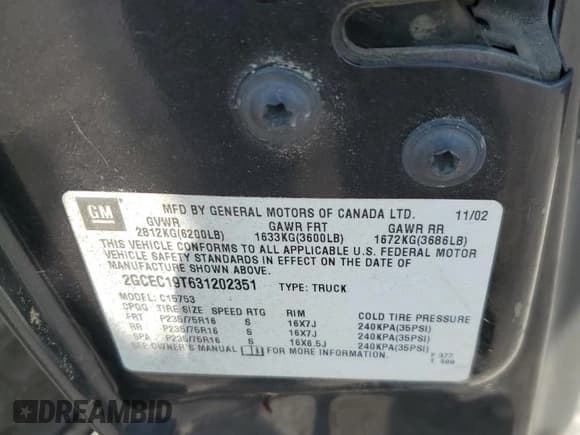 GM
MFD BY GENERAL MOTORS OF CANADA LTD. 11/02
GVWR GAWR FRT GAWR RR
2812KG(6200LB) 1633KG(3600LB) 1672KG(3686LB)
THIS VEHICLE CONFORMS TO ALL APPLICABLE U.S. FEDERAL MOTOR
VEHICLE SAFETY STANDARDS IN EFFECT ON THE DATE OF
MANUFACTURE SHOWN ABOVE.
2GCEC19T631202351 TYPE: TRUCK
MODEL: C15753
CPQG TIRE SIZE SPEED RTG RIM COLD TIRE PRESSURE
FRT P235/75R16 S 16X7J 240KPA(35PSI)
RR P235/75R16 S 16X7J 240KPA(35PSI)
SPA P235/75R16 S 16X6.5J 240KPA(35PSI)
SEE OWNER'S MANUAL FOR MORE INFORMATION.
DREAMBID